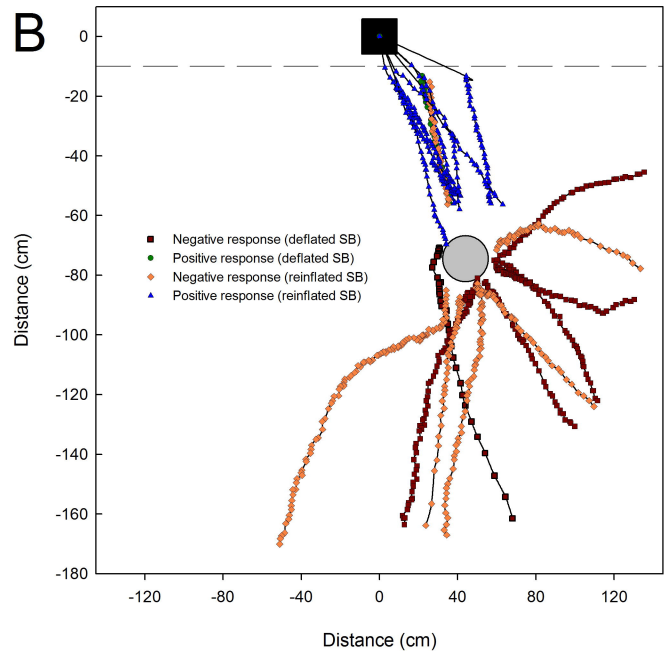 B
0
-20
-40
-60
-80
-100
-120
-140
-160
-180
Distance (cm)
Negative response (deflated SB)
Positive response (deflated SB)
Negative response (reinflated SB)
Positive response (reinflated SB)
-120 -80 -40 0 40 80 120
Distance (cm)